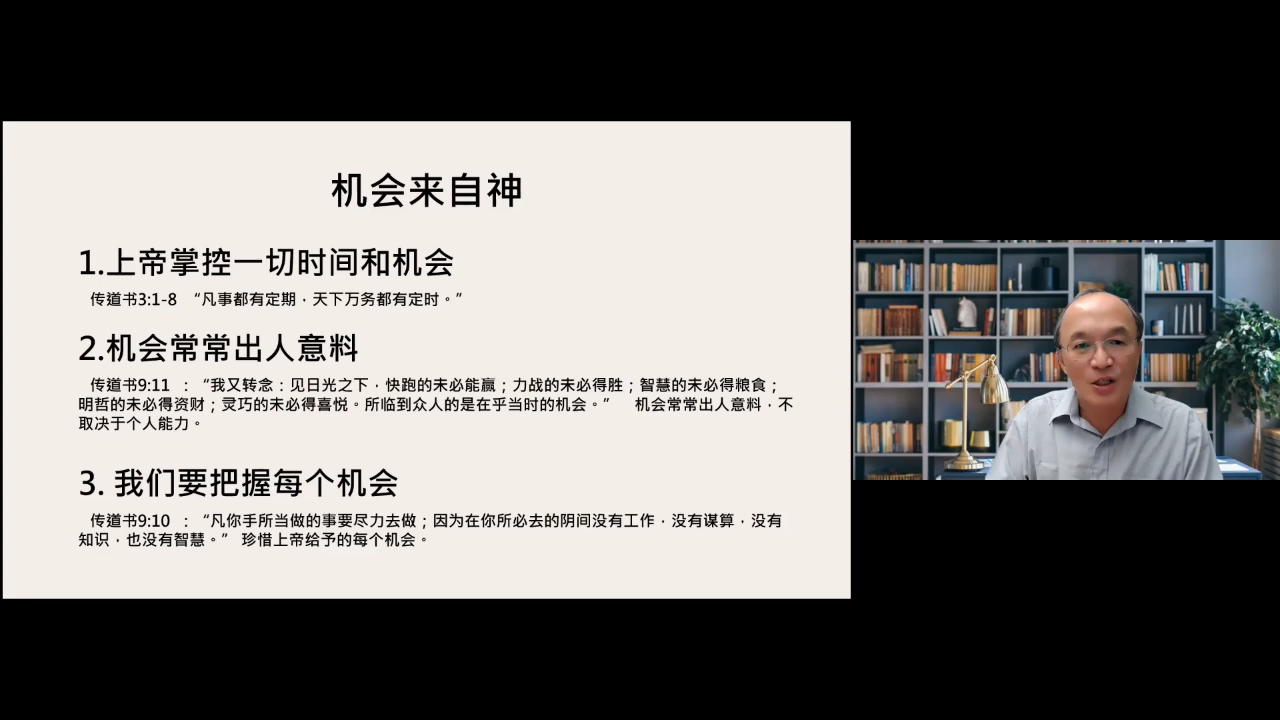 机会来自神
1.上帝掌控一切时间和机会
传道书3:1-8 “凡事都有定期，天下万务都有定时。”
2.机会常常出人意料
传道书9:11 ：“我又转念：见日光之下，快跑的未必能赢；力战的未必得胜；智慧的未必得粮食；
明哲的未必得资财；灵巧的未必得喜悦。所临到众人的是在乎当时的机会。” 机会常常出人意料，不
取决于个人能力。
3. 我们要把握每个机会
传道书9:10 ：“凡你手所当做的事要尽力去做；因为在你所必去的阴间没有工作，没有谋算，没有
知识，也没有智慧。” 珍惜上帝给予的每个机会。